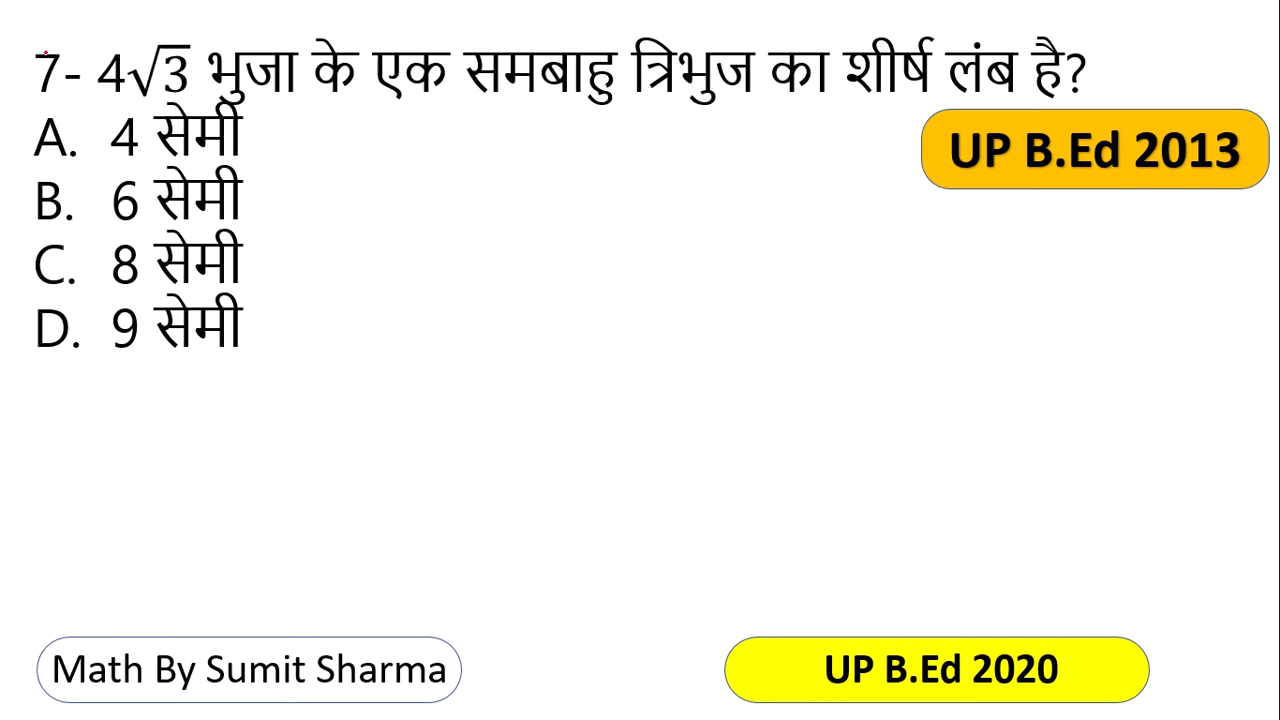 7- 4√3 भुजा के एक समबाहु त्रिभुज का शीर्ष लंब है?
A. 4 सेमी
B. 6 सेमी
C. 8 सेमी
D. 9 सेमी
UP B.Ed 2013
Math By Sumit Sharma
UP B.Ed 2020